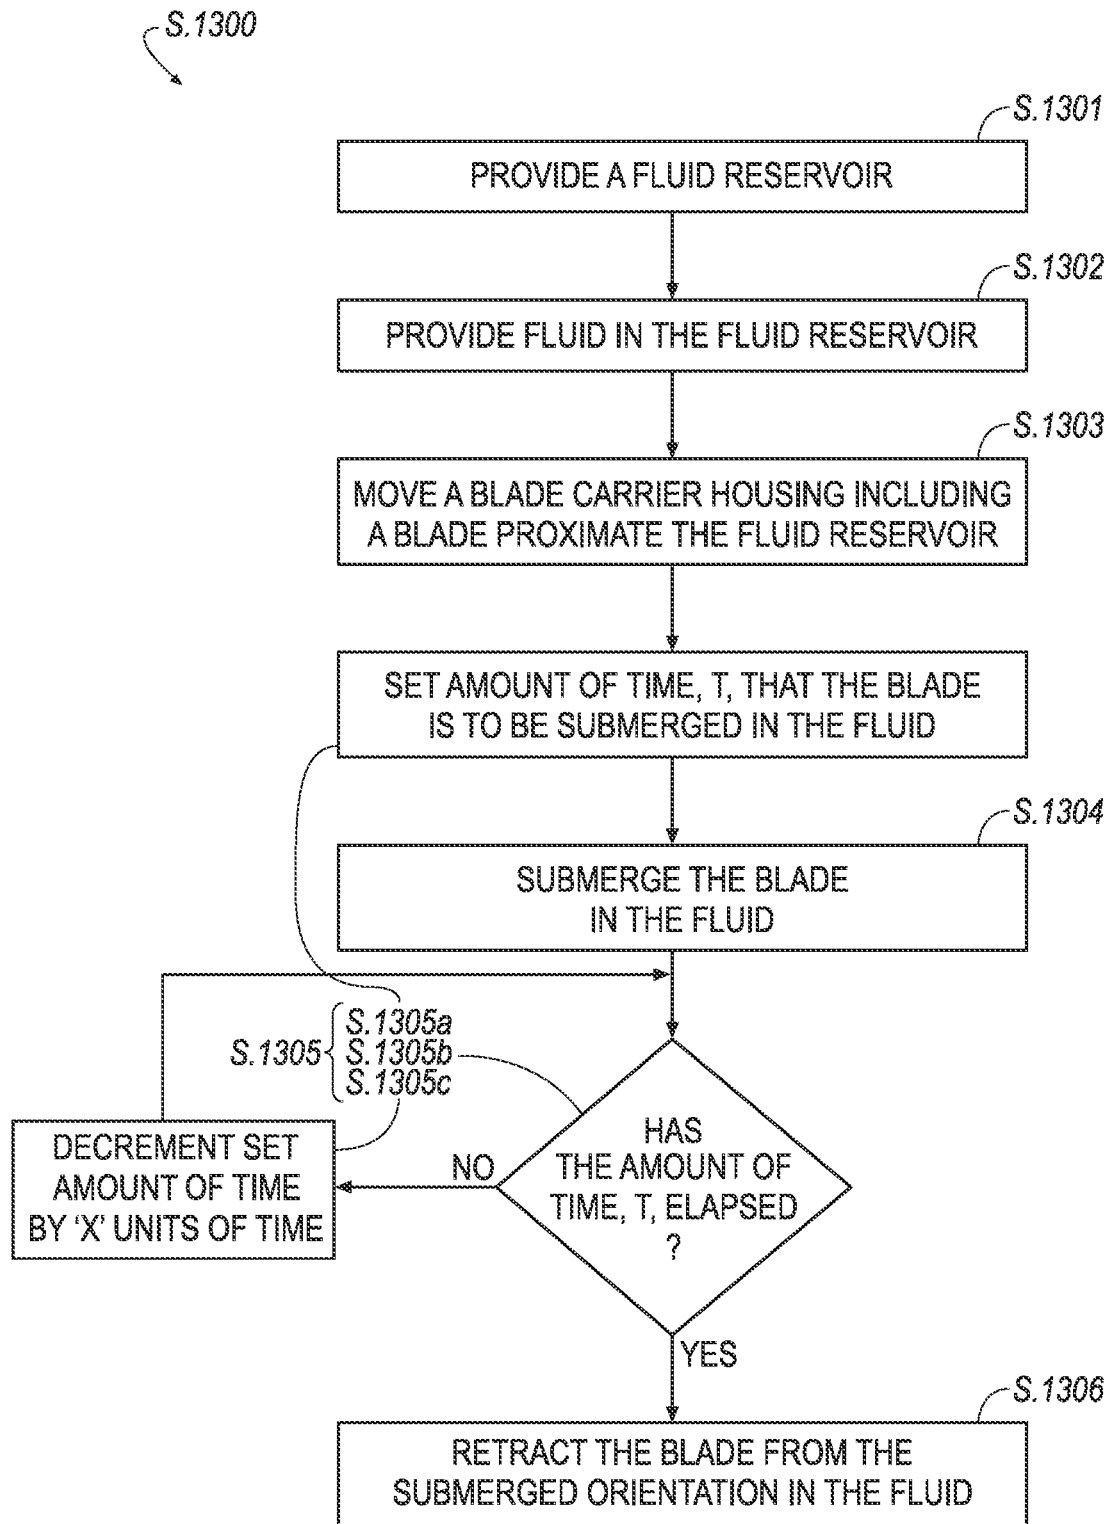 S.1300
S.1301
PROVIDE A FLUID RESERVOIR
S.1302
PROVIDE FLUID IN THE FLUID RESERVOIR
S.1303
MOVE A BLADE CARRIER HOUSING INCLUDING
A BLADE PROXIMATE THE FLUID RESERVOIR
SET AMOUNT OF TIME, T, THAT THE BLADE
IS TO BE SUBMERGED IN THE FLUID
S.1304
SUBMERGE THE BLADE
IN THE FLUID
S.1305
S.1305a
S.1305b
S.1305c
DECREMENT SET
AMOUNT OF TIME
BY ‘X’ UNITS OF TIME
NO
HAS
THE AMOUNT OF
TIME, T, ELAPSED
?
YES
S.1306
RETRACT THE BLADE FROM THE
SUBMERGED ORIENTATION IN THE FLUID